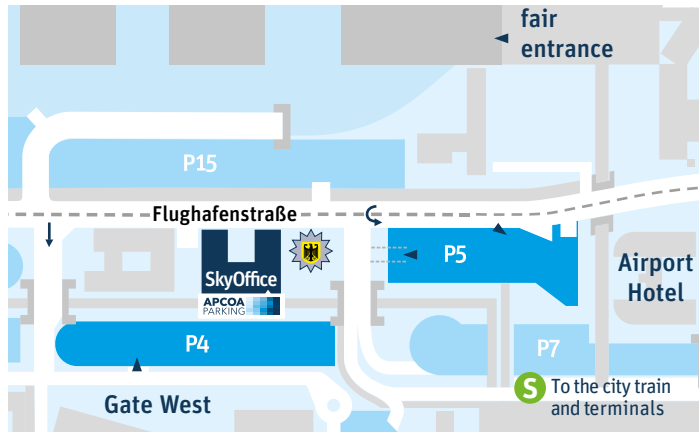 fair
entrance
P15
Flughafenstraße
SkyOffice
P5
Airport
Hotel
APCOA
PARKING
P4
P7
Gate West
S To the city train
and terminals